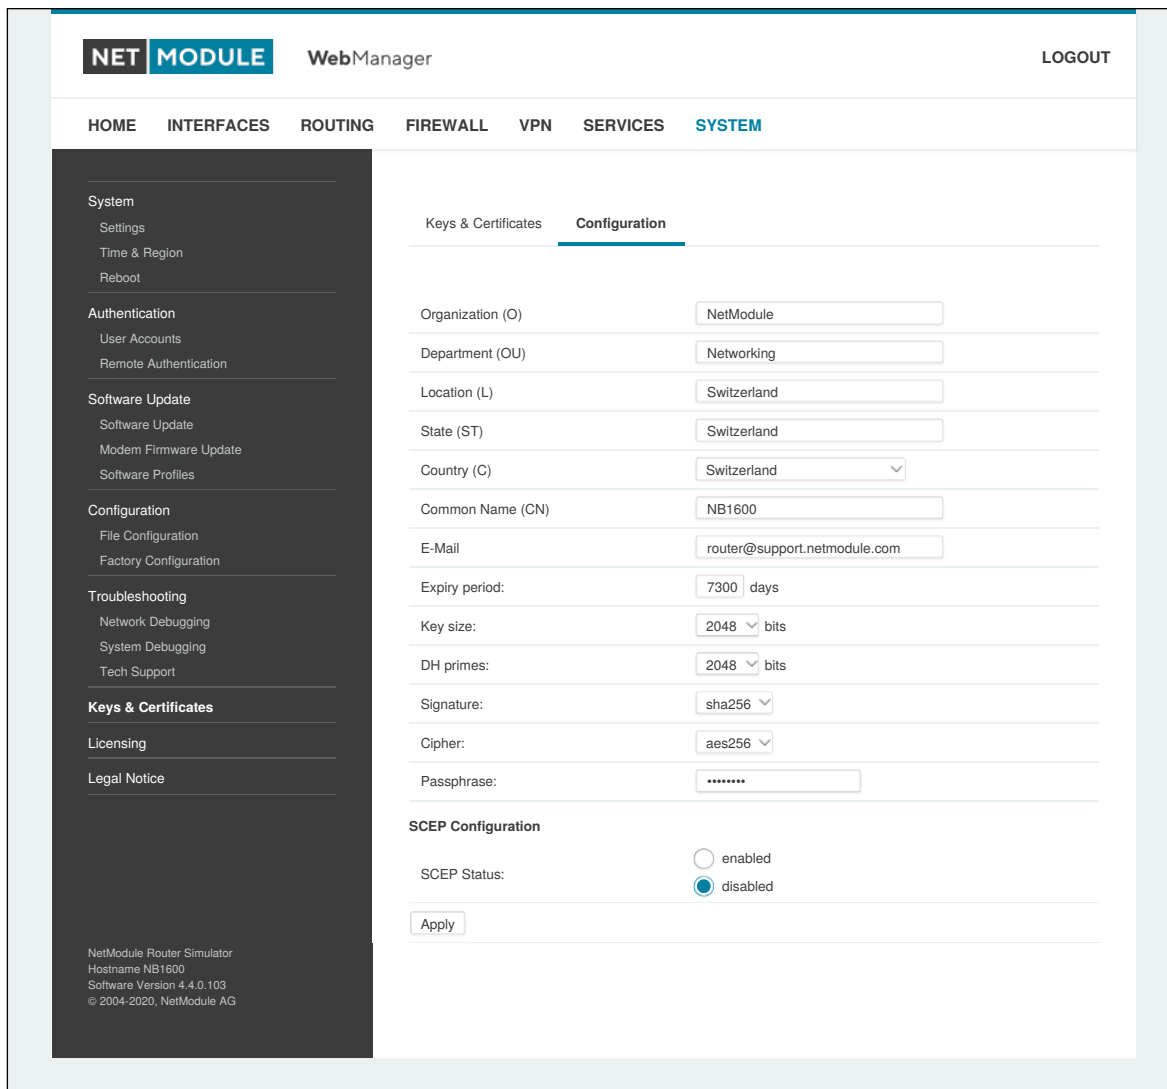 NET MODULE WebManager LOGOUT
HOME INTERFACES ROUTING FIREWALL VPN SERVICES SYSTEM
System
Settings
Time & Region
Reboot
Authentication
User Accounts
Remote Authentication
Software Update
Software Update
Modem Firmware Update
Software Profiles
Configuration
File Configuration
Factory Configuration
Troubleshooting
Network Debugging
System Debugging
Tech Support
Keys & Certificates
Licensing
Legal Notice
NetModule Router Simulator
Hostname NB1600
Software Version 4.4.0.103
© 2004-2020, NetModule AG
Keys & Certificates Configuration
Organization (O) NetModule
Department (OU) Networking
Location (L) Switzerland
State (ST) Switzerland
Country (C) Switzerland
Common Name (CN) NB1600
E-Mail router@support.netmodule.com
Expiry period: 7300 days
Key size: 2048 bits
DH primes: 2048 bits
Signature: sha256
Cipher: aes256
Passphrase: ••••••••
SCEP Configuration
SCEP Status: enabled
disabled
Apply